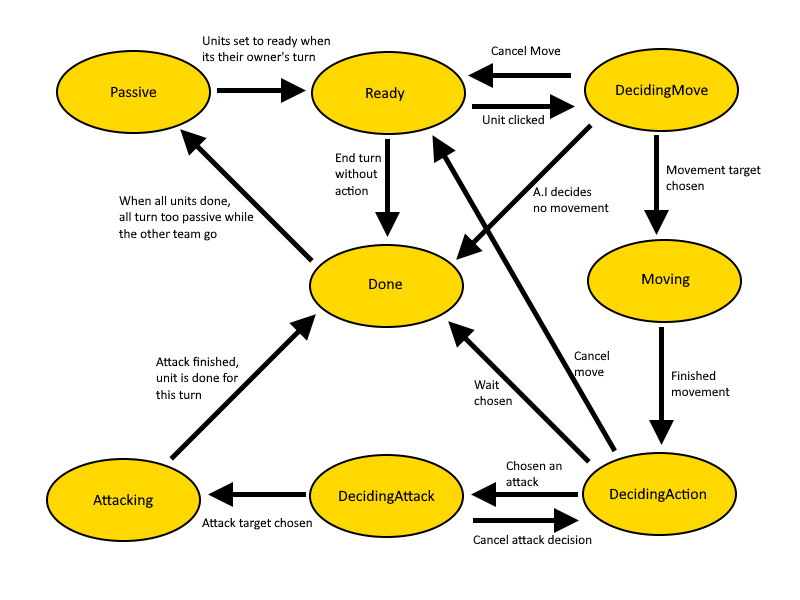 Units set to ready when
its their owner's turn
Cancel Move
Passive
Ready
DecidingMove
Unit clicked
End turn
without
action
Movement target
chosen
A.I decides
no movement
When all units done,
all turn too passive while
the other team go
Done
Moving
Attack finished,
unit is done for
this turn
Cancel
move
Wait
chosen
Finished
movement
Chosen an
attack
Attacking
DecidingAttack
DecidingAction
Attack target chosen
Cancel attack decision